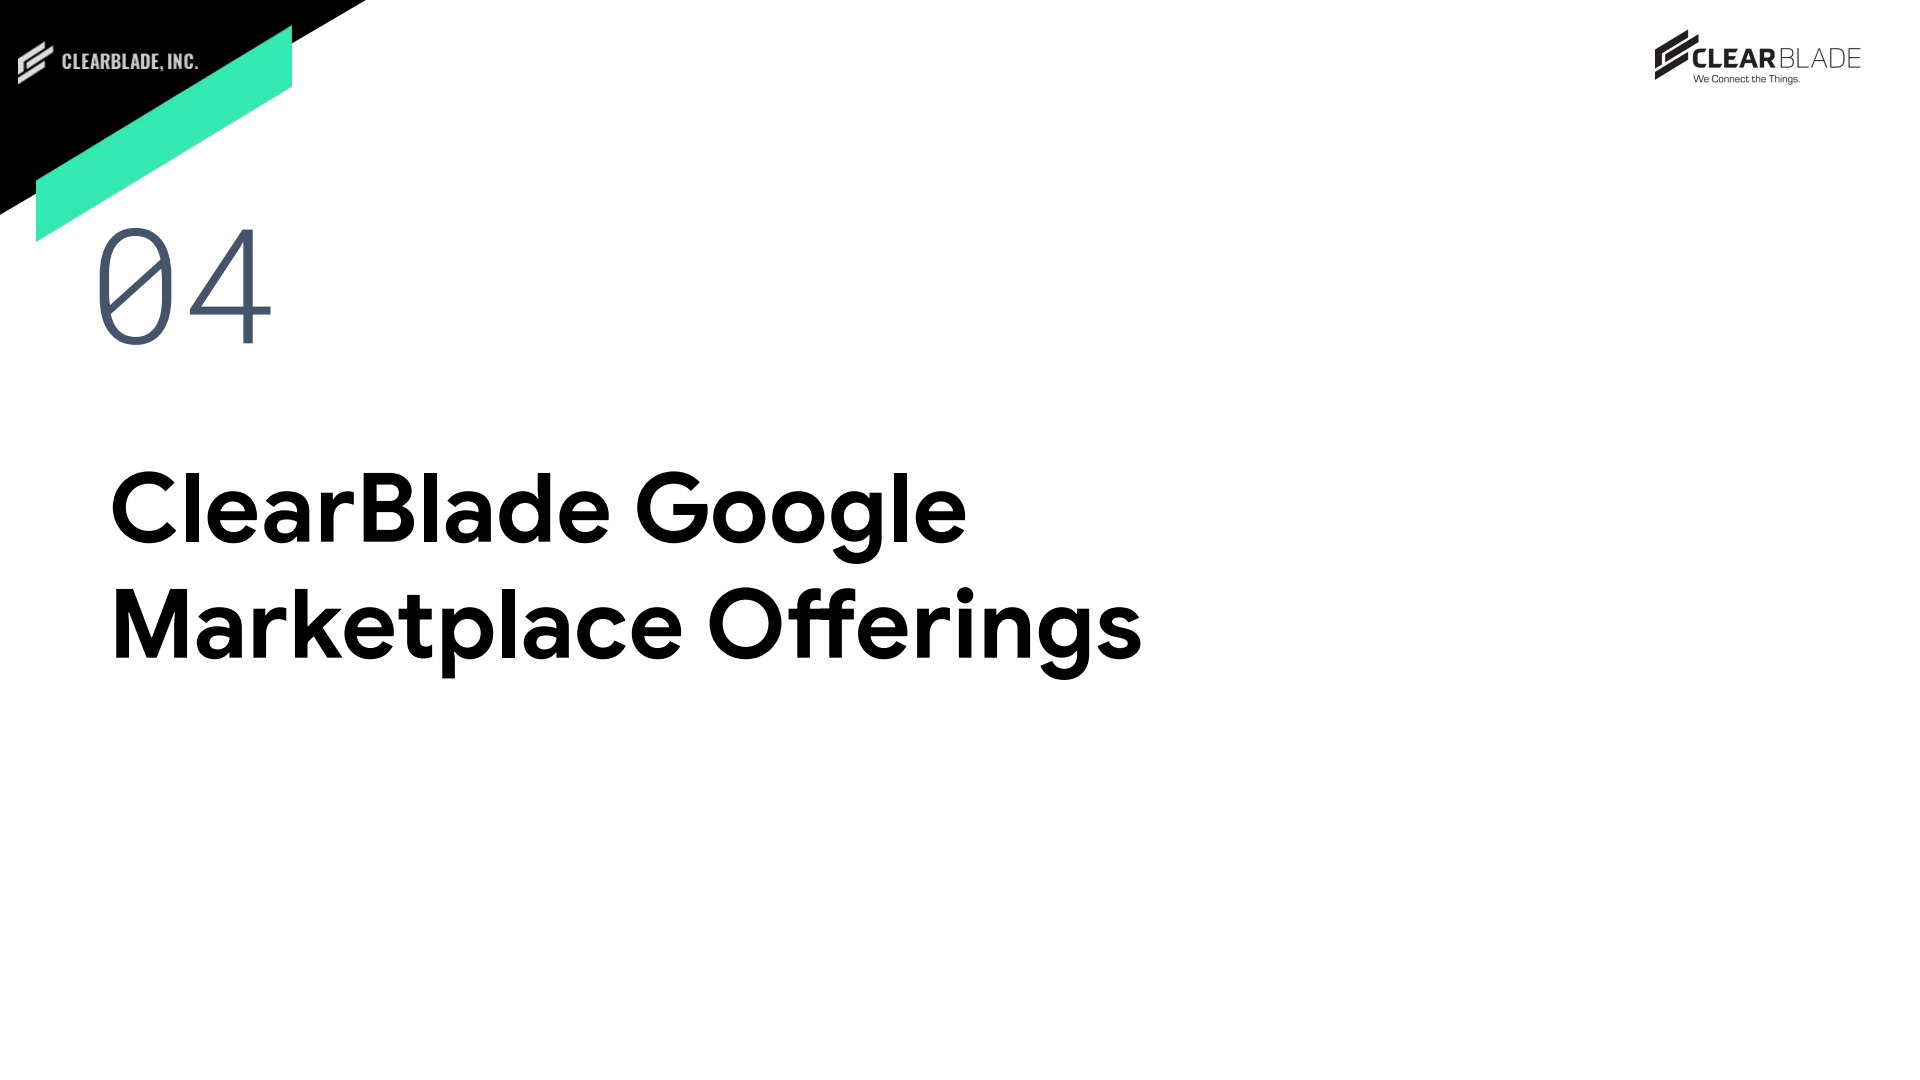 CLEARBLADE, INC.
CLEARBLADE
We Connect the Things.
04
ClearBlade Google
Marketplace Offerings